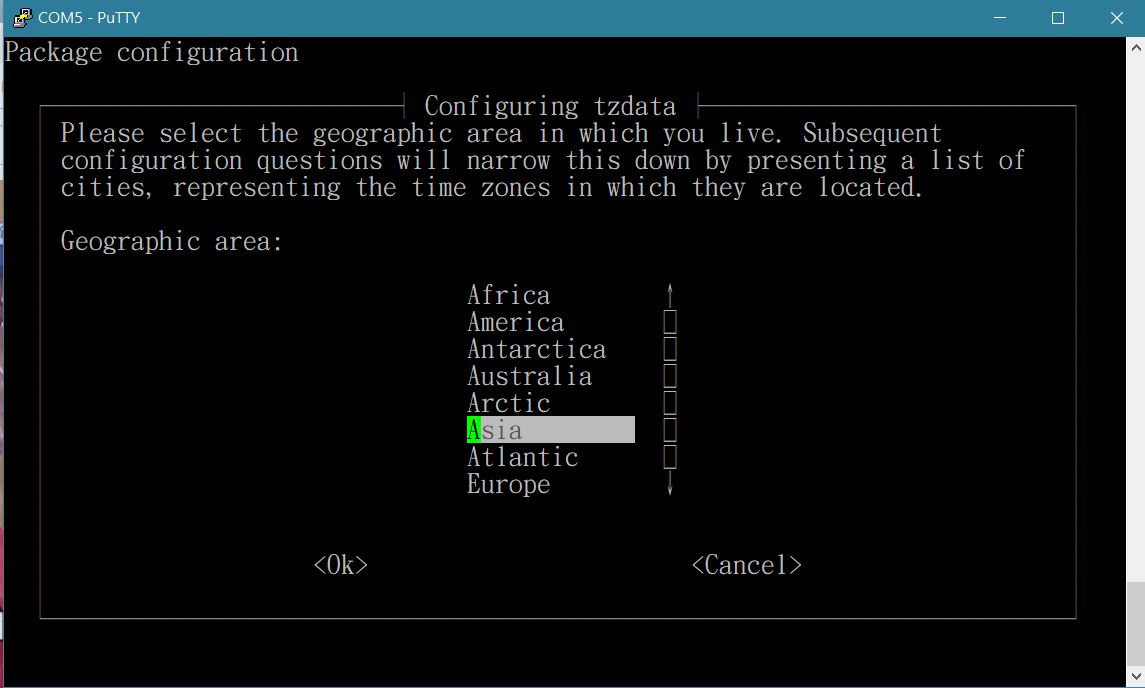 COM5 - PuTTY
Package configuration
Configuring tzdata
Please select the geographic area in which you live. Subsequent
configuration questions will narrow this down by presenting a list of
cities, representing the time zones in which they are located.
Geographic area:
Africa
America
Antarctica
Australia
Arctic
Asia
Atlantic
Europe
<Ok> <Cancel>